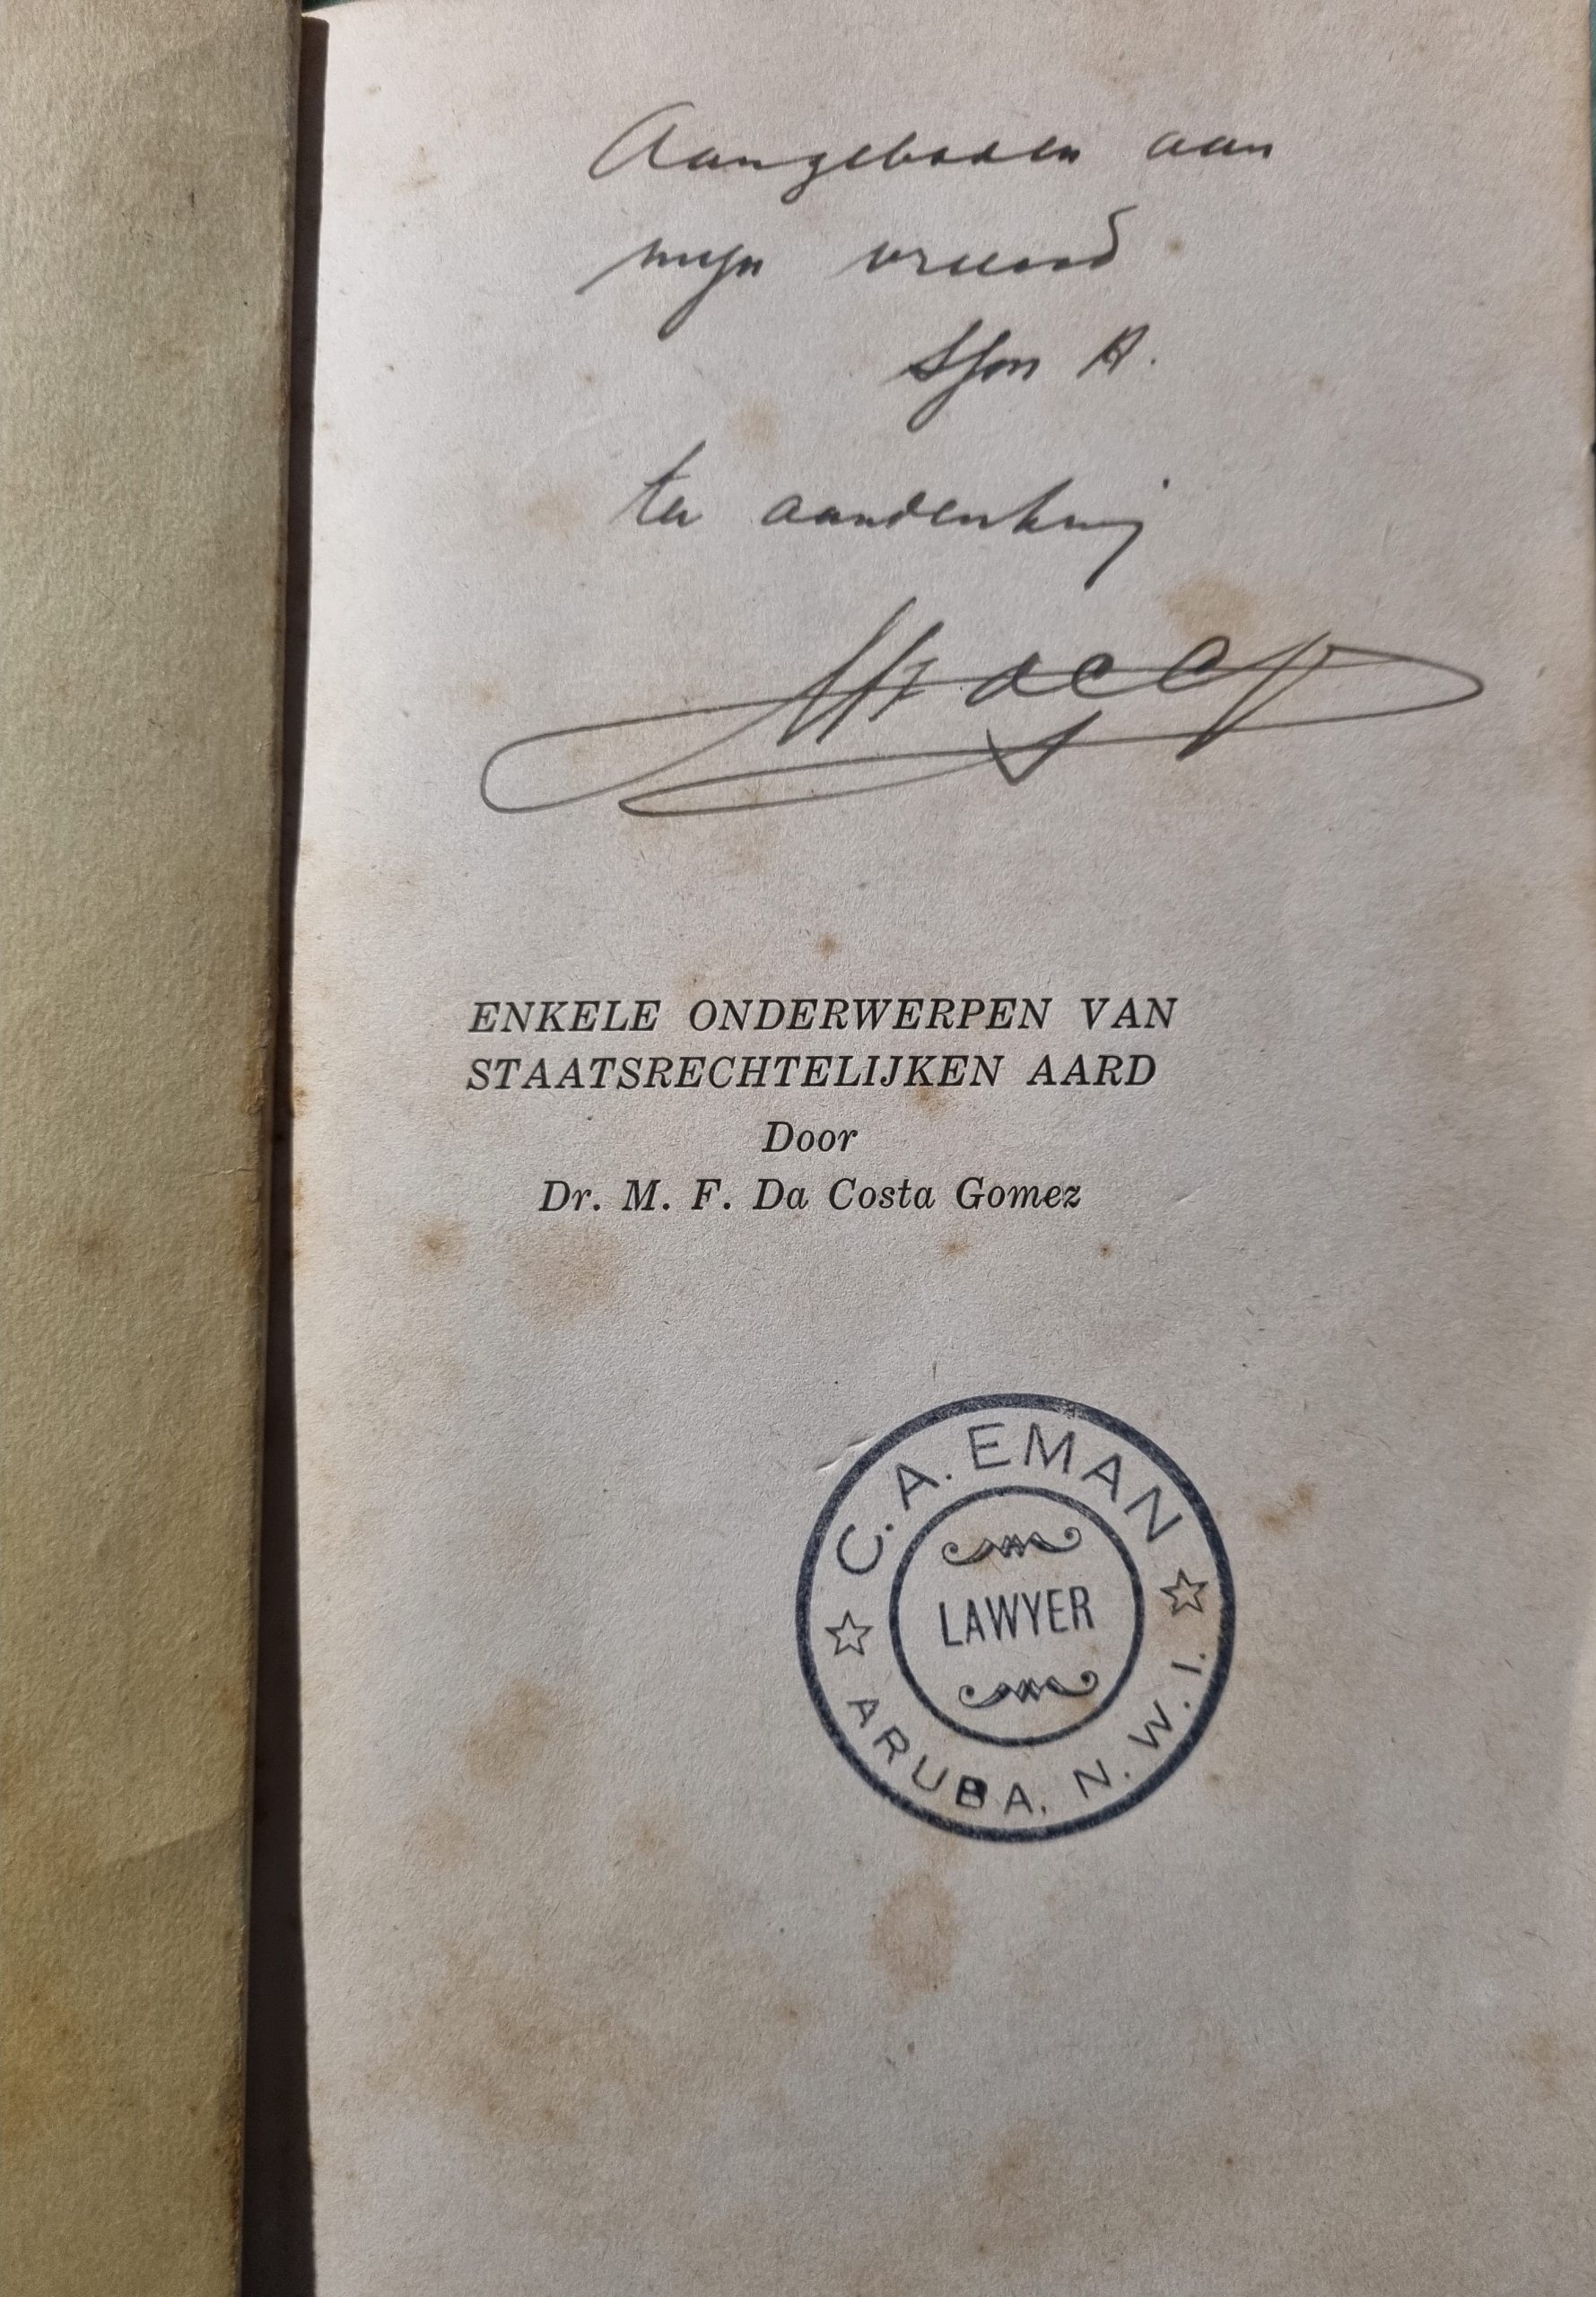 Aangeboden aan
mijn vriend
A.
ter aandenking
ENKELE ONDERWERPEN VAN
STAATSRECHTELIJKEN AARD
Door
Dr. M. F. Da Costa Gomez
C. A. EMAN
LAWYER
ARUBA. N. W. I.